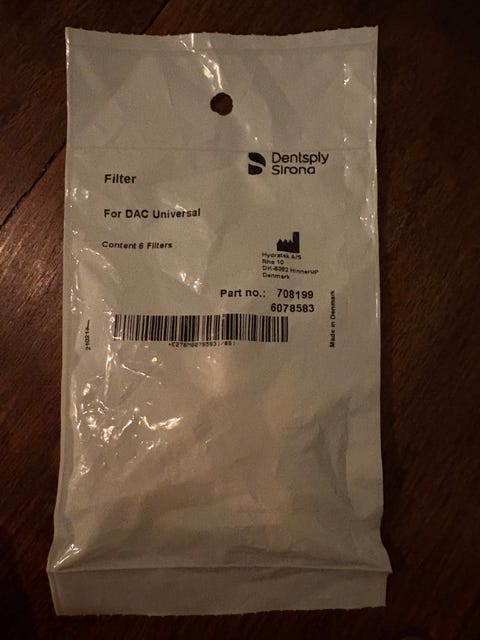 Dentsply
Sirona
Filter
For DAC Universal
Content 6 Filters
Hydratek A/S
DK-8382 HinnerUP
Denmark
Part no.: 708199
6078583
Made in Denmark